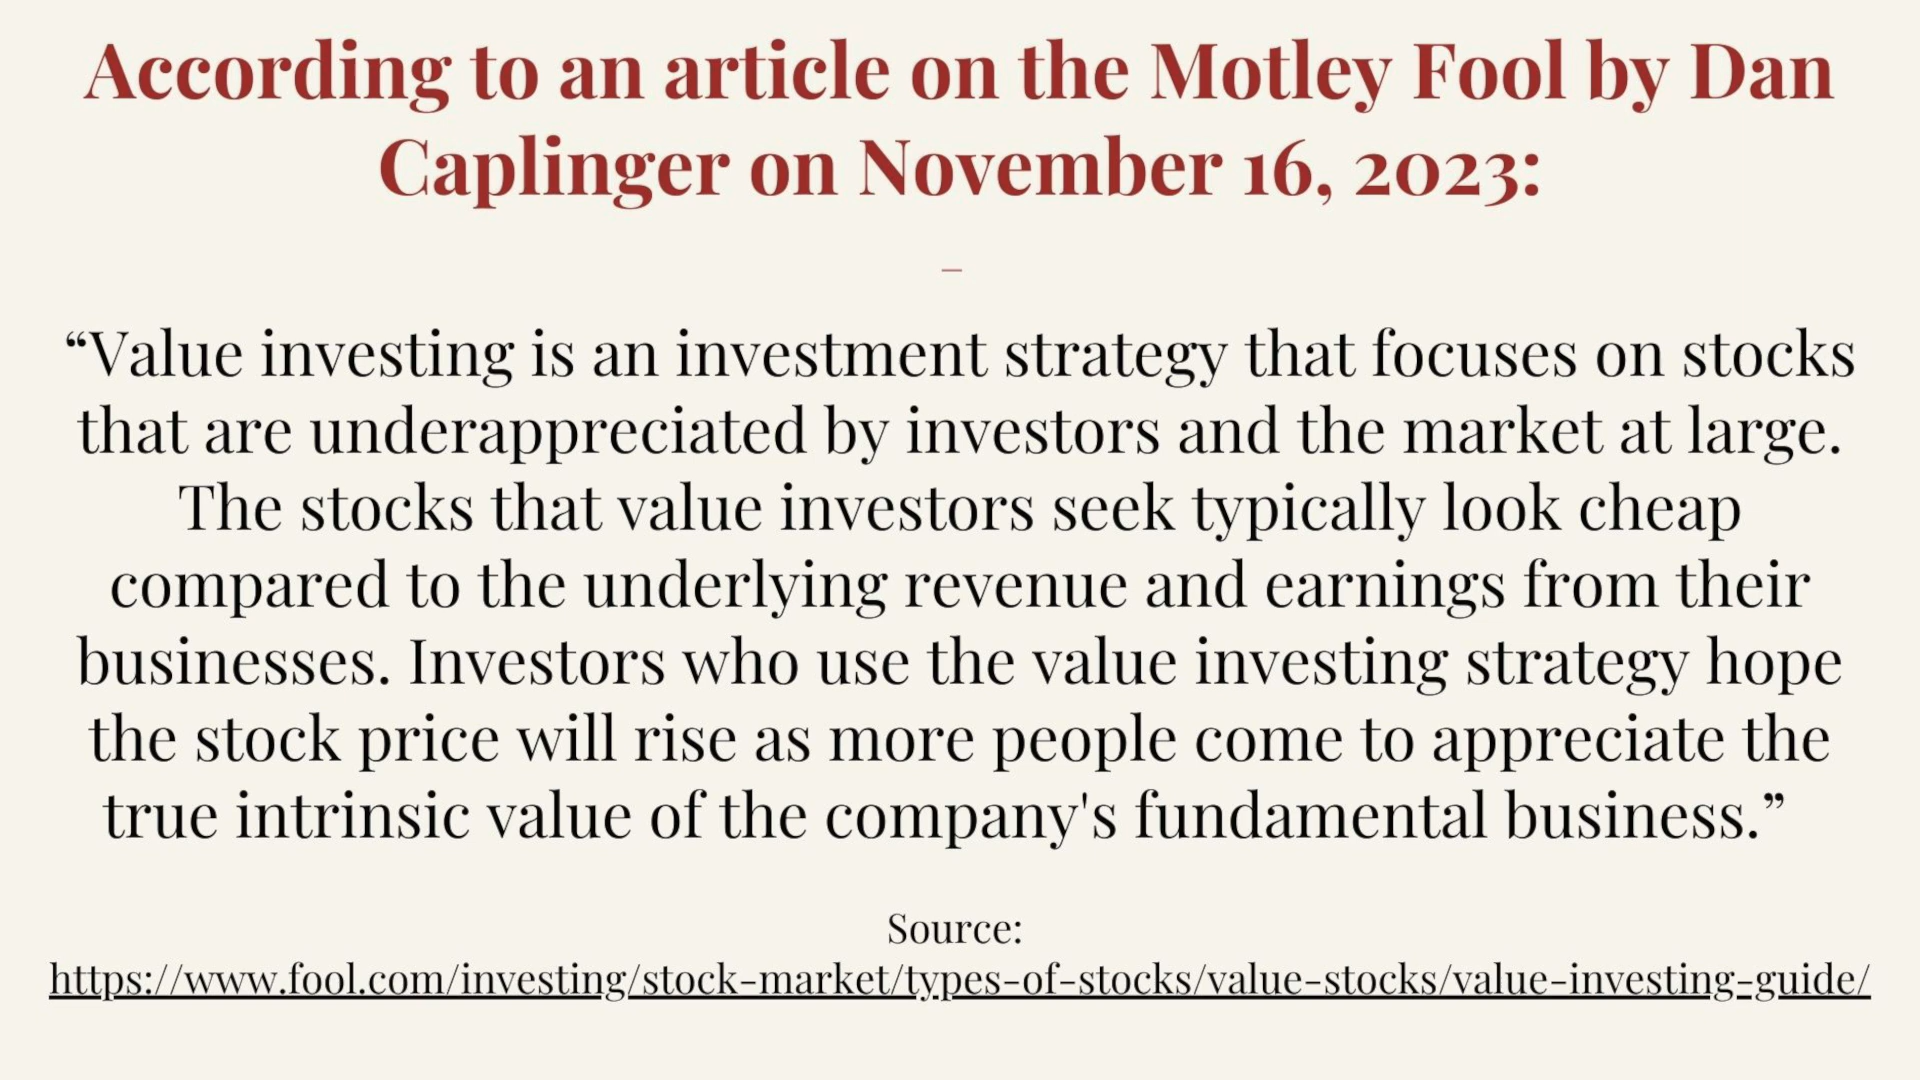 According to an article on the Motley Fool by Dan
Caplinger on November 16, 2023:
–
“Value investing is an investment strategy that focuses on stocks
that are underappreciated by investors and the market at large.
The stocks that value investors seek typically look cheap
compared to the underlying revenue and earnings from their
businesses. Investors who use the value investing strategy hope
the stock price will rise as more people come to appreciate the
true intrinsic value of the company's fundamental business.”
Source:
https://www.fool.com/investing/stock-market/types-of-stocks/value-stocks/value-investing-guide/